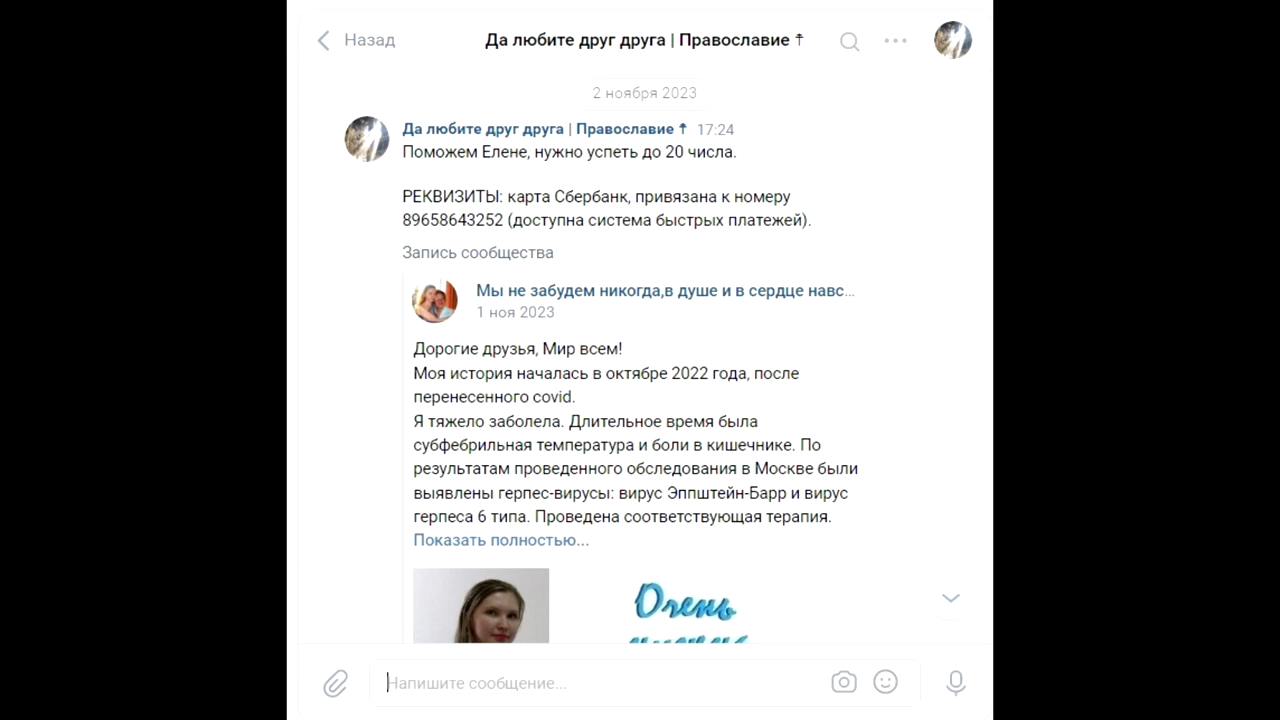 Назад
Да любите друг друга | Православие ☦
2 ноября 2023
Да любите друг друга | Православие ☦ 17:24
Поможем Елене, нужно успеть до 20 числа.
РЕКВИЗИТЫ: карта Сбербанк, привязана к номеру
89658643252 (доступна система быстрых платежей).
Запись сообщества
Мы не забудем никогда,в душе и в сердце навс...
1 ноя 2023
Дорогие друзья, Мир всем!
Моя история началась в октябре 2022 года, после
перенесенного covid.
Я тяжело заболела. Длительное время была
субфебрильная температура и боли в кишечнике. По
результатам проведенного обследования в Москве были
выявлены герпес-вирусы: вирус Эппштейн-Барр и вирус
герпеса 6 типа. Проведена соответствующая терапия.
Показать полностью...
Очень
Напишите сообщение...